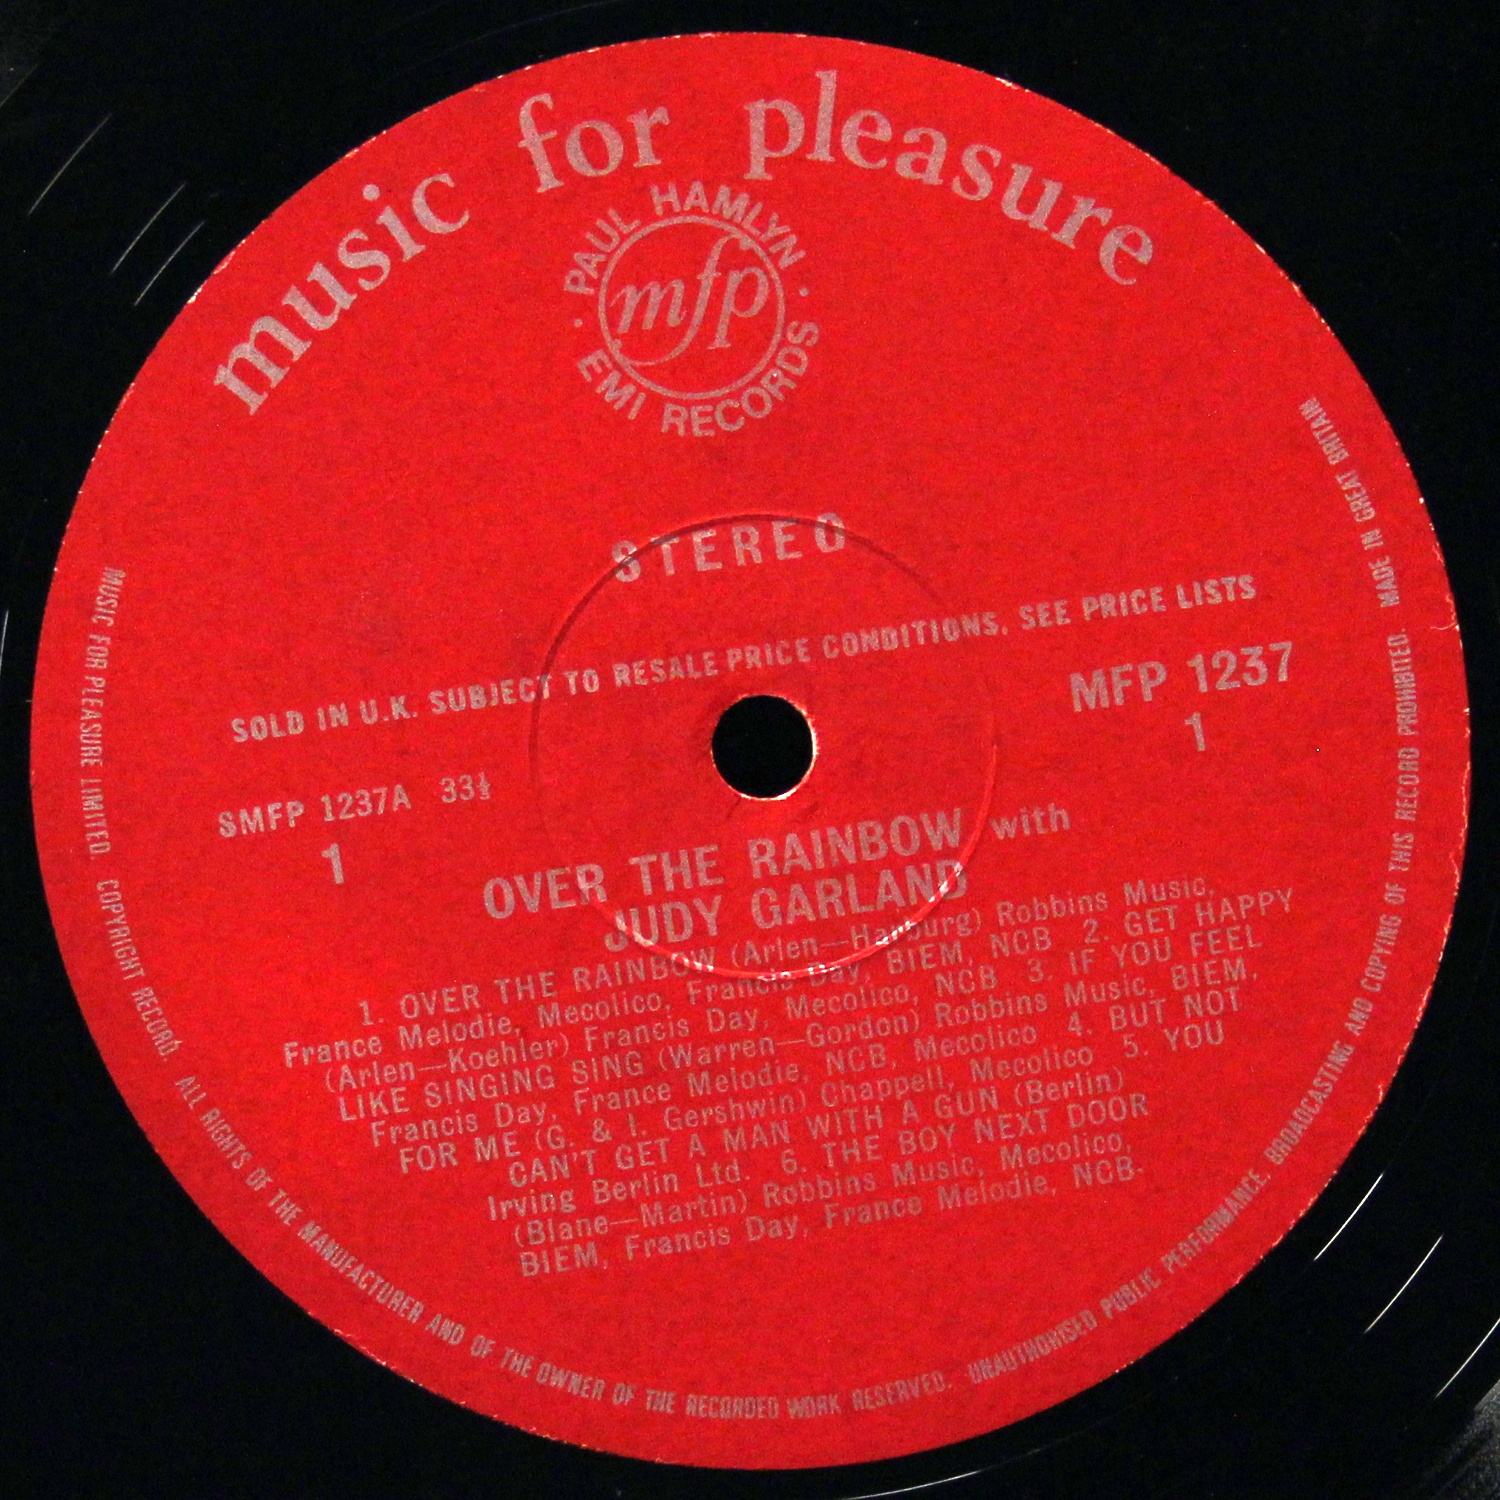 music for pleasure
PAUL HAMLYN
mfp
EMI RECORDS
STEREO
SOLD IN U.K. SUBJECT TO RESALE PRICE CONDITIONS, SEE PRICE LISTS
MFP 1237
1
SMFP 1237A 33⅓
1
OVER THE RAINBOW with
JUDY GARLAND
1. OVER THE RAINBOW (Arlen—Harburg) Robbins Music,
France Melodie, Mecolico, Francis Day, BIEM, NCB 2. GET HAPPY
(Arlen—Koehler) Francis Day, Mecolico, NCB 3. IF YOU FEEL
LIKE SINGING SING (Warren—Gordon) Robbins Music, BIEM,
Francis Day, France Melodie, NCB, Mecolico 4. BUT NOT
FOR ME (G. & I. Gershwin) Chappell, Mecolico 5. YOU
CAN'T GET A MAN WITH A GUN (Berlin)
Irving Berlin Ltd. 6. THE BOY NEXT DOOR
(Blane—Martin) Robbins Music, Mecolico,
BIEM, Francis Day, France Melodie, NCB.
MUSIC FOR PLEASURE LIMITED. COPYRIGHT RECORD. ALL RIGHTS OF THE MANUFACTURER AND OF THE OWNER OF THE RECORDED WORK RESERVED. UNAUTHORISED PUBLIC PERFORMANCE, BROADCASTING AND COPYING OF THIS RECORD PROHIBITED. MADE IN GREAT BRITAIN